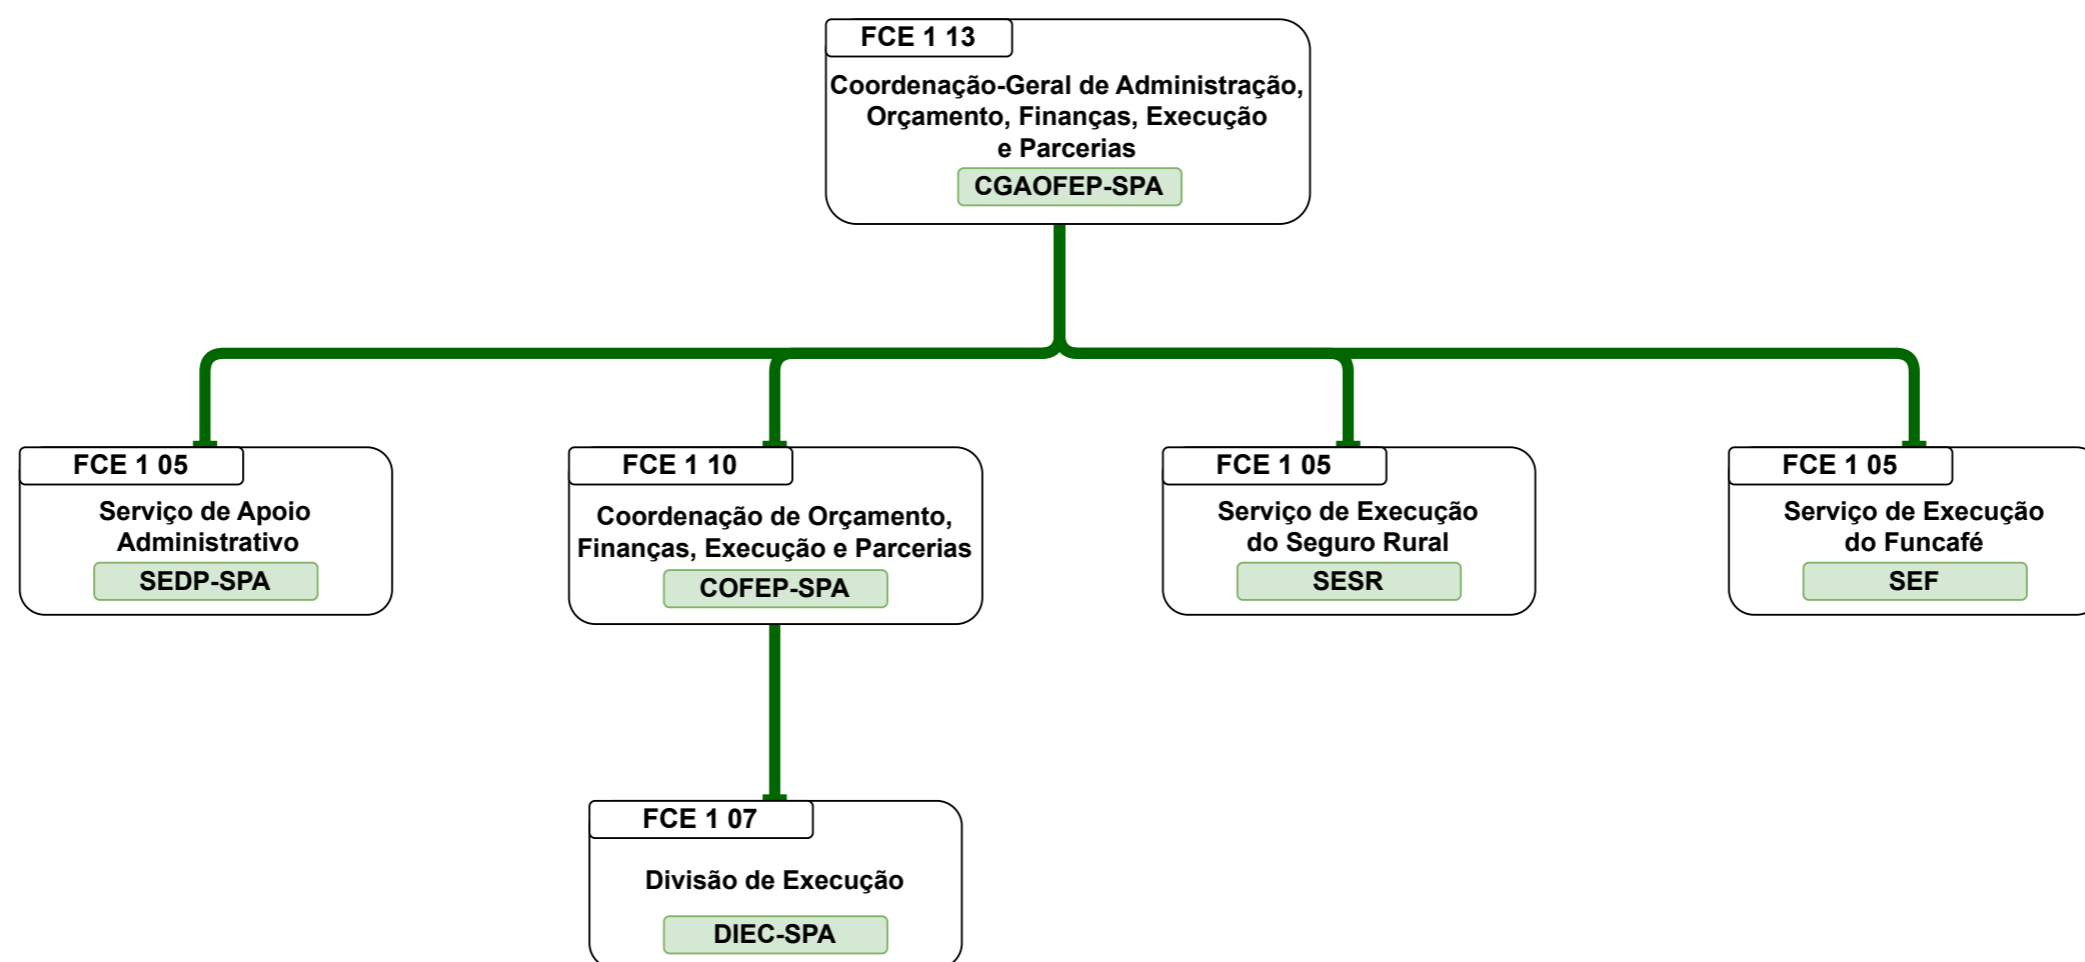 FCE 1 13
Coordenação-Geral de Administração,
Orçamento, Finanças, Execução
e Parcerias
CGAOFEP-SPA
FCE 1 05
Serviço de Apoio
Administrativo
SEDP-SPA
FCE 1 10
Coordenação de Orçamento,
Finanças, Execução e Parcerias
COFEP-SPA
FCE 1 05
Serviço de Execução
do Seguro Rural
SESR
FCE 1 05
Serviço de Execução
do Funcafé
SEF
FCE 1 07
Divisão de Execução
DIEC-SPA